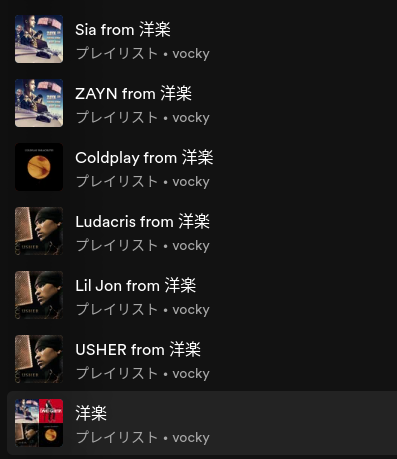 Sia from 洋楽
プレイリスト • vocky
ZAYN from 洋楽
プレイリスト • vocky
Coldplay from 洋楽
プレイリスト • vocky
Ludacris from 洋楽
プレイリスト • vocky
Lil Jon from 洋楽
プレイリスト • vocky
USHER from 洋楽
プレイリスト • vocky
洋楽
プレイリスト • vocky